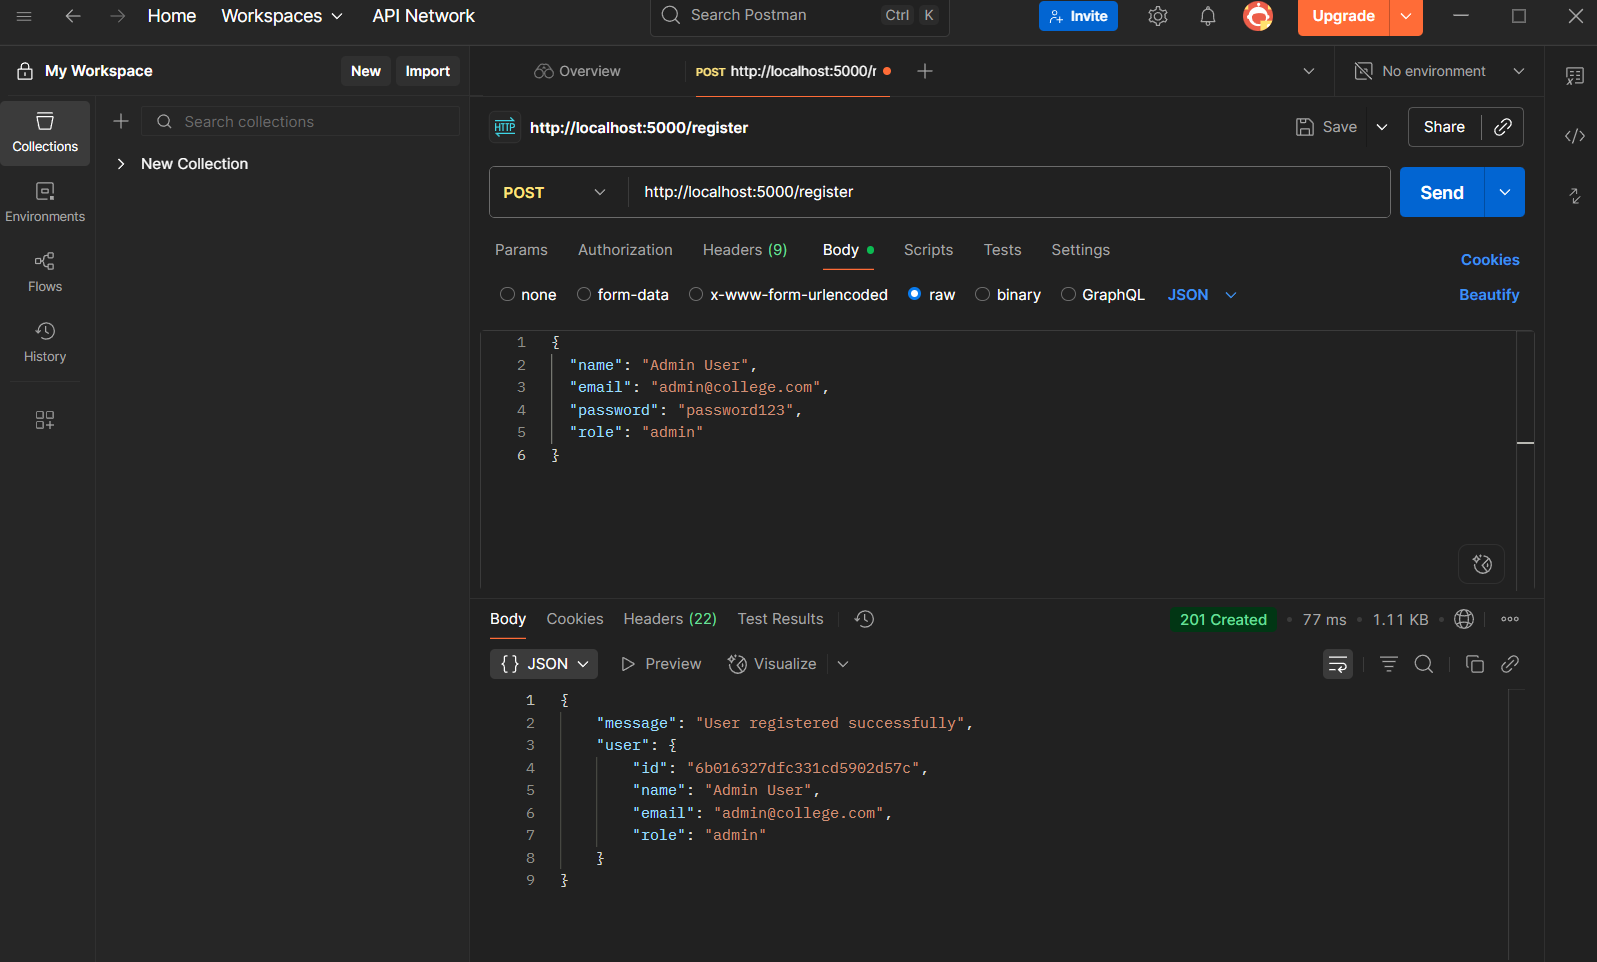 Home Workspaces API Network Search Postman Ctrl K Invite Upgrade
My Workspace New Import Overview POST http://localhost:5000/r No environment
Collections
Environments
Flows
History
Search collections
New Collection
HTTP http://localhost:5000/register Save Share
POST http://localhost:5000/register Send
Params Authorization Headers (9) Body Scripts Tests Settings Cookies
none form-data x-www-form-urlencoded raw binary GraphQL JSON Beautify
1 {
2 "name": "Admin User",
3 "email": "admin@college.com",
4 "password": "password123",
5 "role": "admin"
6 }
Body Cookies Headers (22) Test Results 201 Created • 77 ms • 1.11 KB •
{} JSON Preview Visualize
1 {
2 "message": "User registered successfully",
3 "user": {
4 "id": "6b016327dfc331cd5902d57c",
5 "name": "Admin User",
6 "email": "admin@college.com",
7 "role": "admin"
8 }
9 }